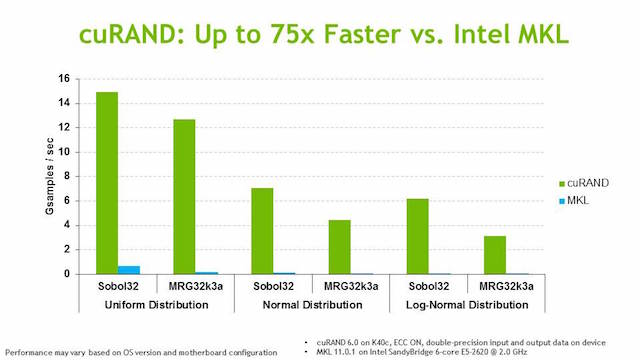 cuRAND: Up to 75x Faster vs. Intel MKL
Gsamples / sec
16
14
12
10
8
6
4
2
0
cuRAND
MKL
Sobol32 MRG32k3a Sobol32 MRG32k3a Sobol32 MRG32k3a
Uniform Distribution Normal Distribution Log-Normal Distribution
Performance may vary based on OS version and motherboard configuration
• cuRAND 6.0 on K40c, ECC ON, double-precision input and output data on device
• MKL 11.0.1 on Intel SandyBridge 6-core E5-2620 @ 2.0 GHz